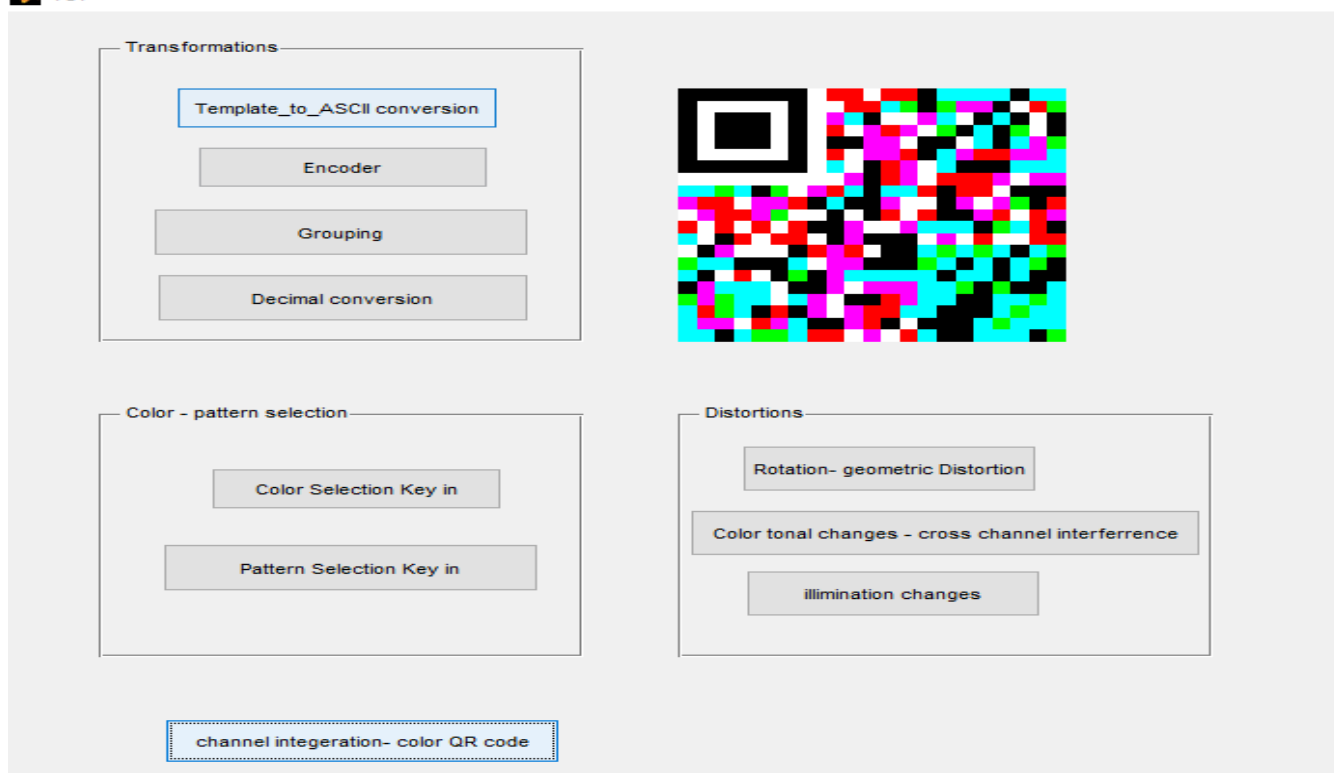 Transformations
Template_to_ASCII conversion
Encoder
Grouping
Decimal conversion
Color - pattern selection
Color Selection Key in
Pattern Selection Key in
Distortions
Rotation- geometric Distortion
Color tonal changes - cross channel interferrence
illimination changes
channel integeration- color QR code